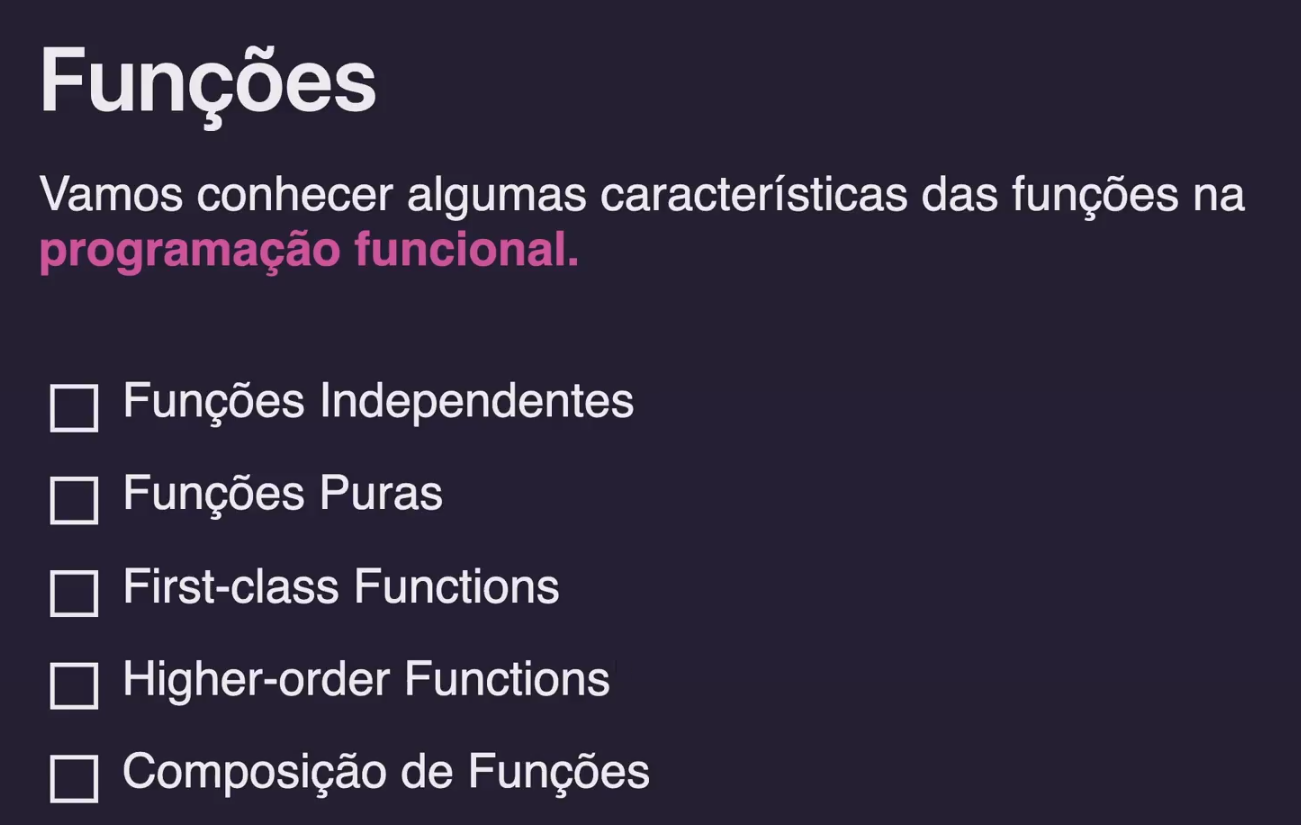 Funções
Vamos conhecer algumas características das funções na
programação funcional.
Funções Independentes
Funções Puras
First-class Functions
Higher-order Functions
Composição de Funções